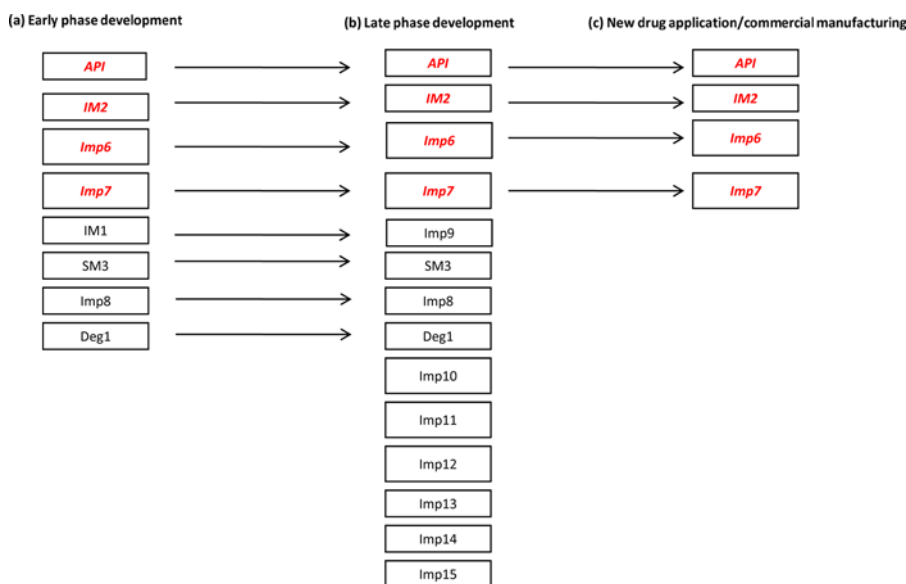 (a) Early phase development
(b) Late phase development
(c) New drug application/commercial manufacturing
API
API
API
IM2
IM2
IM2
Imp6
Imp6
Imp6
Imp7
Imp7
Imp7
IM1
Imp9
SM3
SM3
Imp8
Imp8
Deg1
Deg1
Imp10
Imp11
Imp12
Imp13
Imp14
Imp15